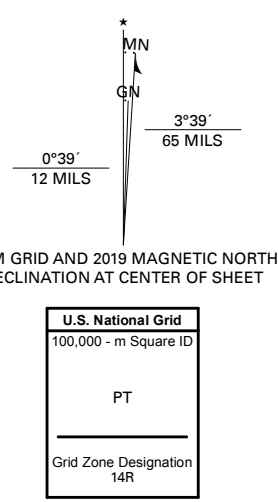 ★
MN
GN
3°39´
65 MILS
0°39´
12 MILS
M GRID AND 2019 MAGNETIC NORTH
ECLINATION AT CENTER OF SHEET
U.S. National Grid
100,000 - m Square ID
PT
Grid Zone Designation
14R